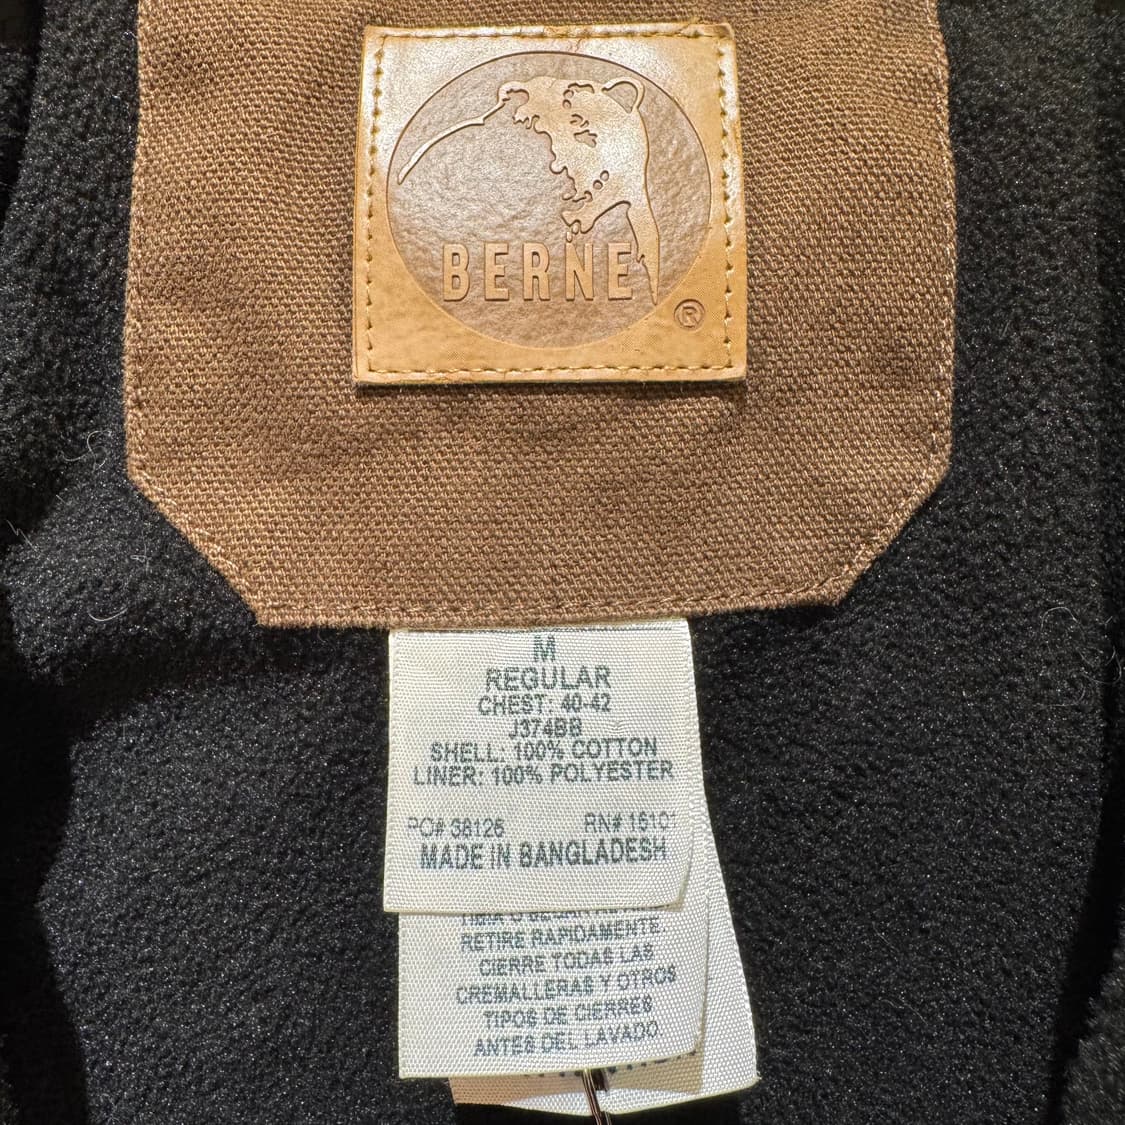 BERNE
®
M
REGULAR
CHEST: 40-42
J374BB
SHELL: 100% COTTON
LINER: 100% POLYESTER
PO# 38126 RN#
MADE IN BANGLADESH
RETIRE RAPIDAMENTE.
CIERRE TODAS LAS
CREMALLERAS Y OTROS
TIPOS DE CIERRES
ANTES DEL LAVADO